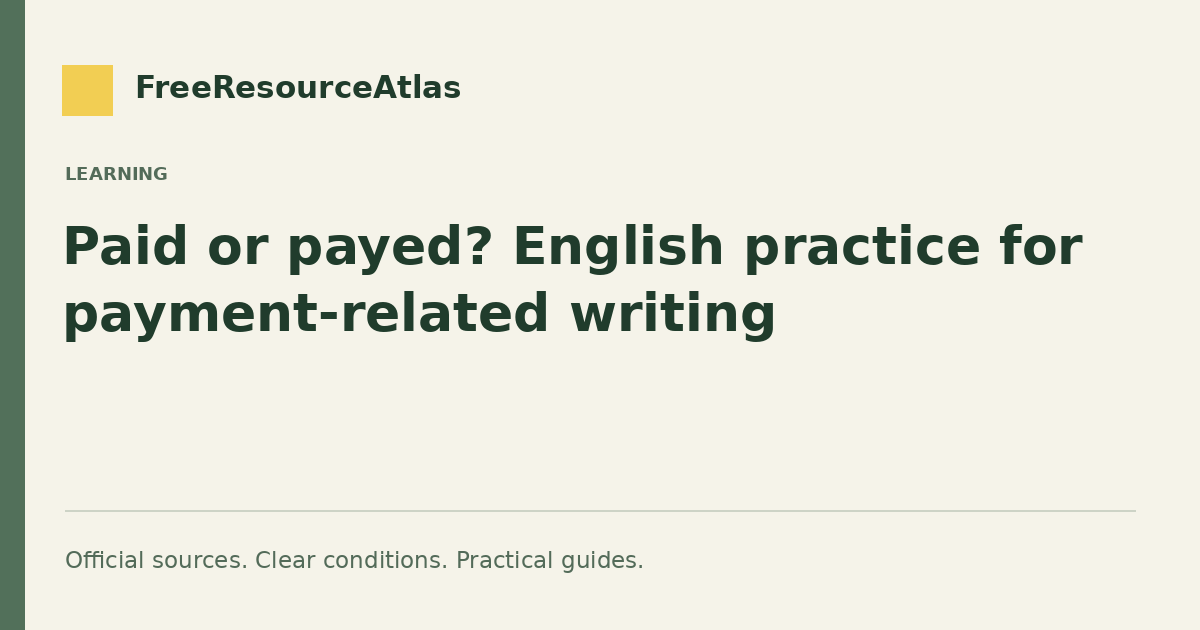 FreeResourceAtlas
LEARNING
Paid or payed? English practice for
payment-related writing
Official sources. Clear conditions. Practical guides.